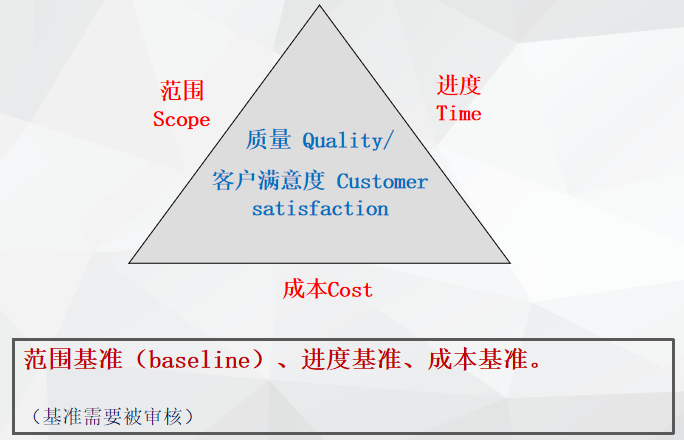 范围
Scope
进度
Time
质量 Quality/
客户满意度 Customer
satisfaction
成本Cost
范围基准（baseline）、进度基准、成本基准。
（基准需要被审核）